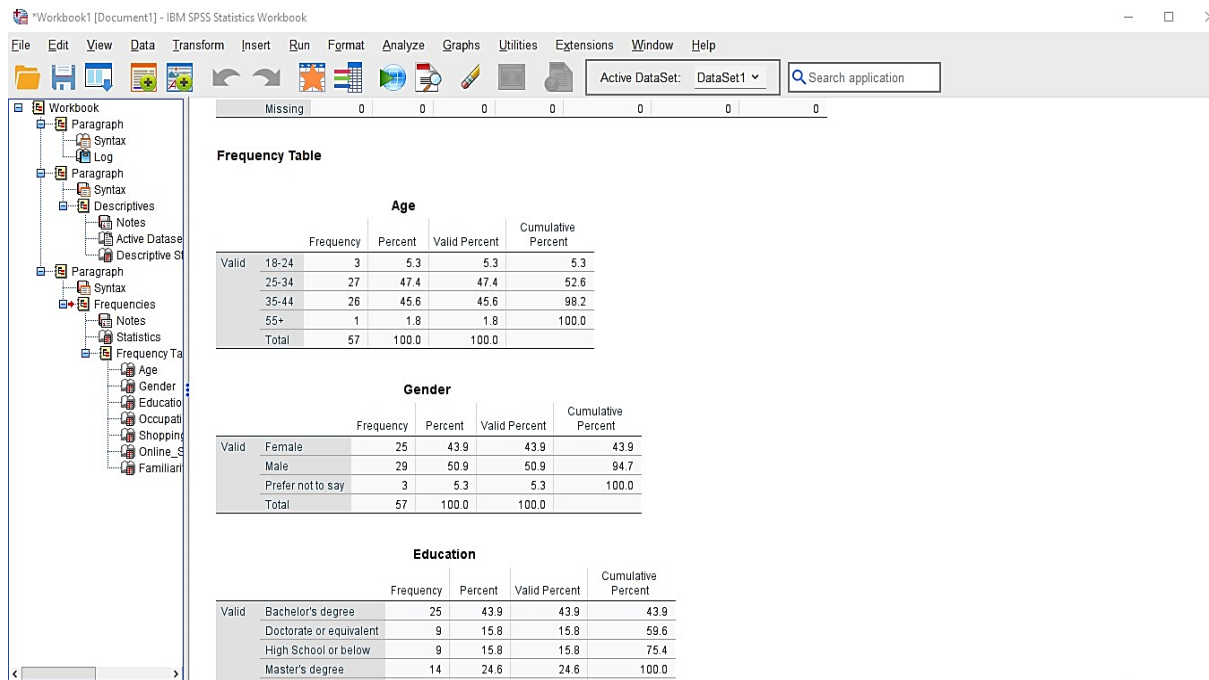 *Workbook1 [Document1] - IBM SPSS Statistics Workbook
File Edit View Data Transform Insert Run Format Analyze Graphs Utilities Extensions Window Help
Active DataSet: DataSet1
Search application
Workbook
Paragraph
Syntax
Log
Paragraph
Syntax
Descriptives
Notes
Active Datase
Descriptive St
Paragraph
Syntax
Frequencies
Notes
Statistics
Frequency Ta
Age
Gender
Educatio
Occupati
Shopping
Online_S
Familiari
Missing 0 0 0 0 0 0 0
Frequency Table
Age
Frequency Percent Valid Percent Cumulative Percent
Valid 18-24 3 5.3 5.3 5.3
25-34 27 47.4 47.4 52.6
35-44 26 45.6 45.6 98.2
55+ 1 1.8 1.8 100.0
Total 57 100.0 100.0
Gender
Frequency Percent Valid Percent Cumulative Percent
Valid Female 25 43.9 43.9 43.9
Male 29 50.9 50.9 94.7
Prefer not to say 3 5.3 5.3 100.0
Total 57 100.0 100.0
Education
Frequency Percent Valid Percent Cumulative Percent
Valid Bachelor's degree 25 43.9 43.9 43.9
Doctorate or equivalent 9 15.8 15.8 59.6
High School or below 9 15.8 15.8 75.4
Master's degree 14 24.6 24.6 100.0